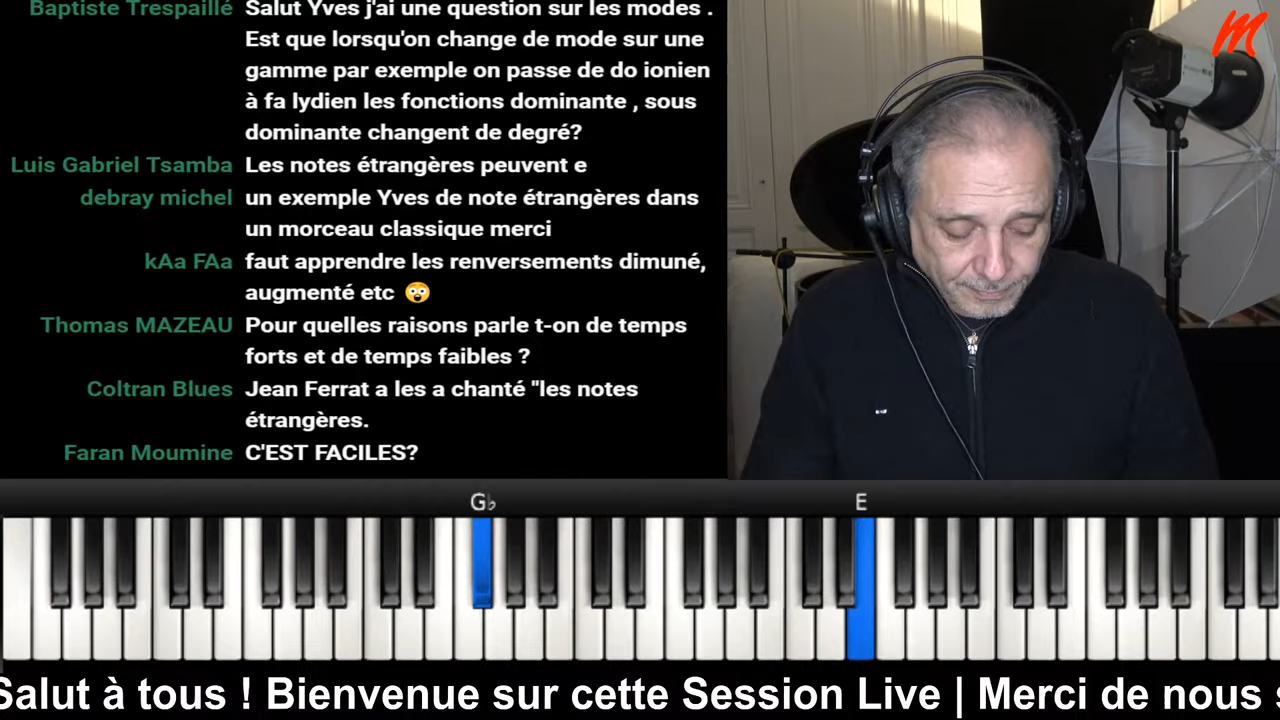 Baptiste Trespaillé Salut Yves j'ai une question sur les modes .
Est que lorsqu'on change de mode sur une
gamme par exemple on passe de do ionien
à fa lydien les fonctions dominante , sous
dominante changent de degré?
Luis Gabriel Tsamba Les notes étrangères peuvent e
debray michel un exemple Yves de note étrangères dans
un morceau classique merci
kAa FAa faut apprendre les renversements dimuné,
augmenté etc 😲
Thomas MAZEAU Pour quelles raisons parle t-on de temps
forts et de temps faibles ?
Coltran Blues Jean Ferrat a les a chanté "les notes
étrangères.
Faran Moumine C'EST FACILES?
M
G♭ E
Salut à tous ! Bienvenue sur cette Session Live | Merci de nous s